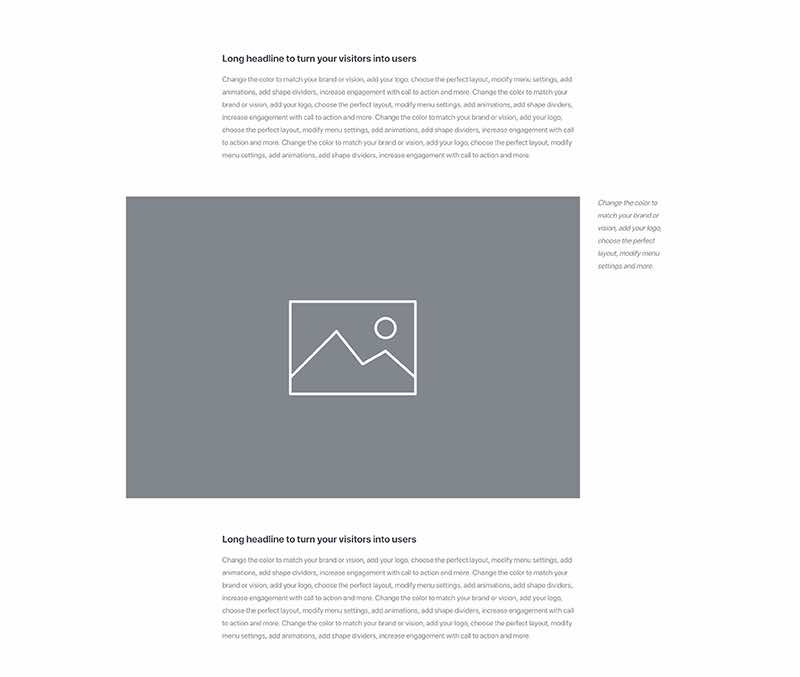 Long headline to turn your visitors into users
Change the color to match your brand or vision, add your logo, choose the perfect layout, modify menu settings, add
animations, add shape dividers, increase engagement with call to action and more. Change the color to match your
brand or vision, add your logo, choose the perfect layout, modify menu settings, add animations, add shape dividers,
increase engagement with call to action and more. Change the color to match your brand or vision, add your logo,
choose the perfect layout, modify menu settings, add animations, add shape dividers, increase engagement with call
to action and more. Change the color to match your brand or vision, add your logo, choose the perfect layout, modify
menu settings, add animations, add shape dividers, increase engagement with call to action and more.
Change the color to
match your brand or
vision, add your logo,
choose the perfect
layout, modify menu
settings and more.
Long headline to turn your visitors into users
Change the color to match your brand or vision, add your logo, choose the perfect layout, modify menu settings, add
animations, add shape dividers, increase engagement with call to action and more. Change the color to match your
brand or vision, add your logo, choose the perfect layout, modify menu settings, add animations, add shape dividers,
increase engagement with call to action and more. Change the color to match your brand or vision, add your logo,
choose the perfect layout, modify menu settings, add animations, add shape dividers, increase engagement with call
to action and more. Change the color to match your brand or vision, add your logo, choose the perfect layout, modify
menu settings, add animations, add shape dividers, increase engagement with call to action and more.